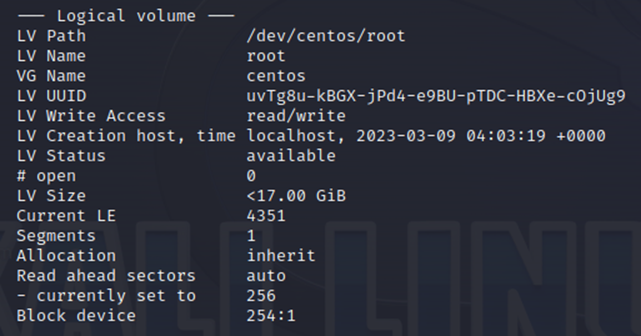 --- Logical volume ---
LV Path                /dev/centos/root
LV Name                root
VG Name                centos
LV UUID                uvTg8u-kBGX-jPd4-e9BU-pTDC-HBXe-cOjUg9
LV Write Access        read/write
LV Creation host, time localhost, 2023-03-09 04:03:19 +0000
LV Status              available
# open                 0
LV Size                <17.00 GiB
Current LE             4351
Segments               1
Allocation             inherit
Read ahead sectors     auto
- currently set to     256
Block device           254:1
KALI LINU